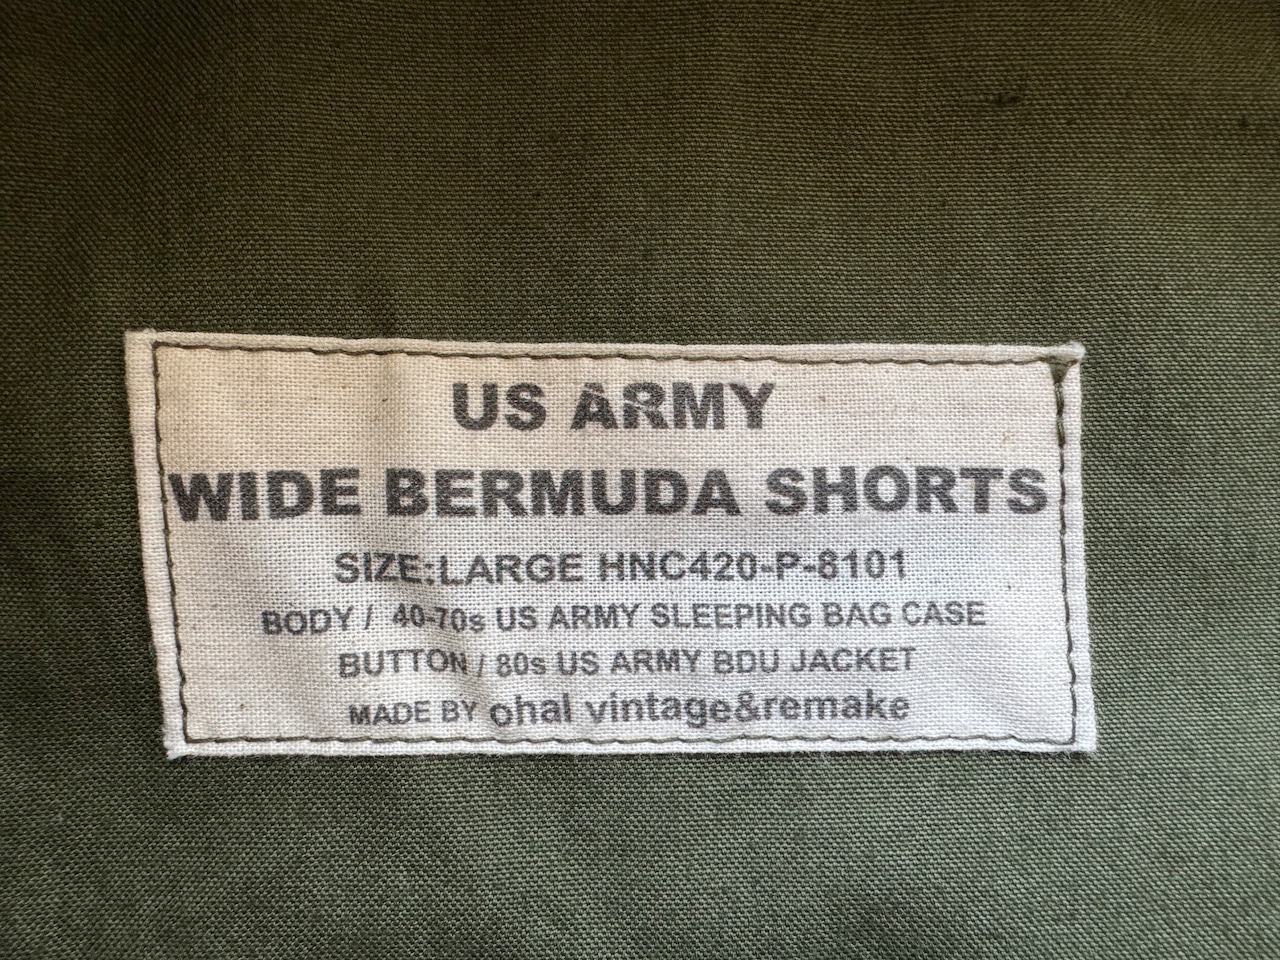 US ARMY
WIDE BERMUDA SHORTS
SIZE:LARGE HNC420-P-8101
BODY / 40-70s US ARMY SLEEPING BAG CASE
BUTTON / 80s US ARMY BDU JACKET
MADE BY ohal vintage&remake